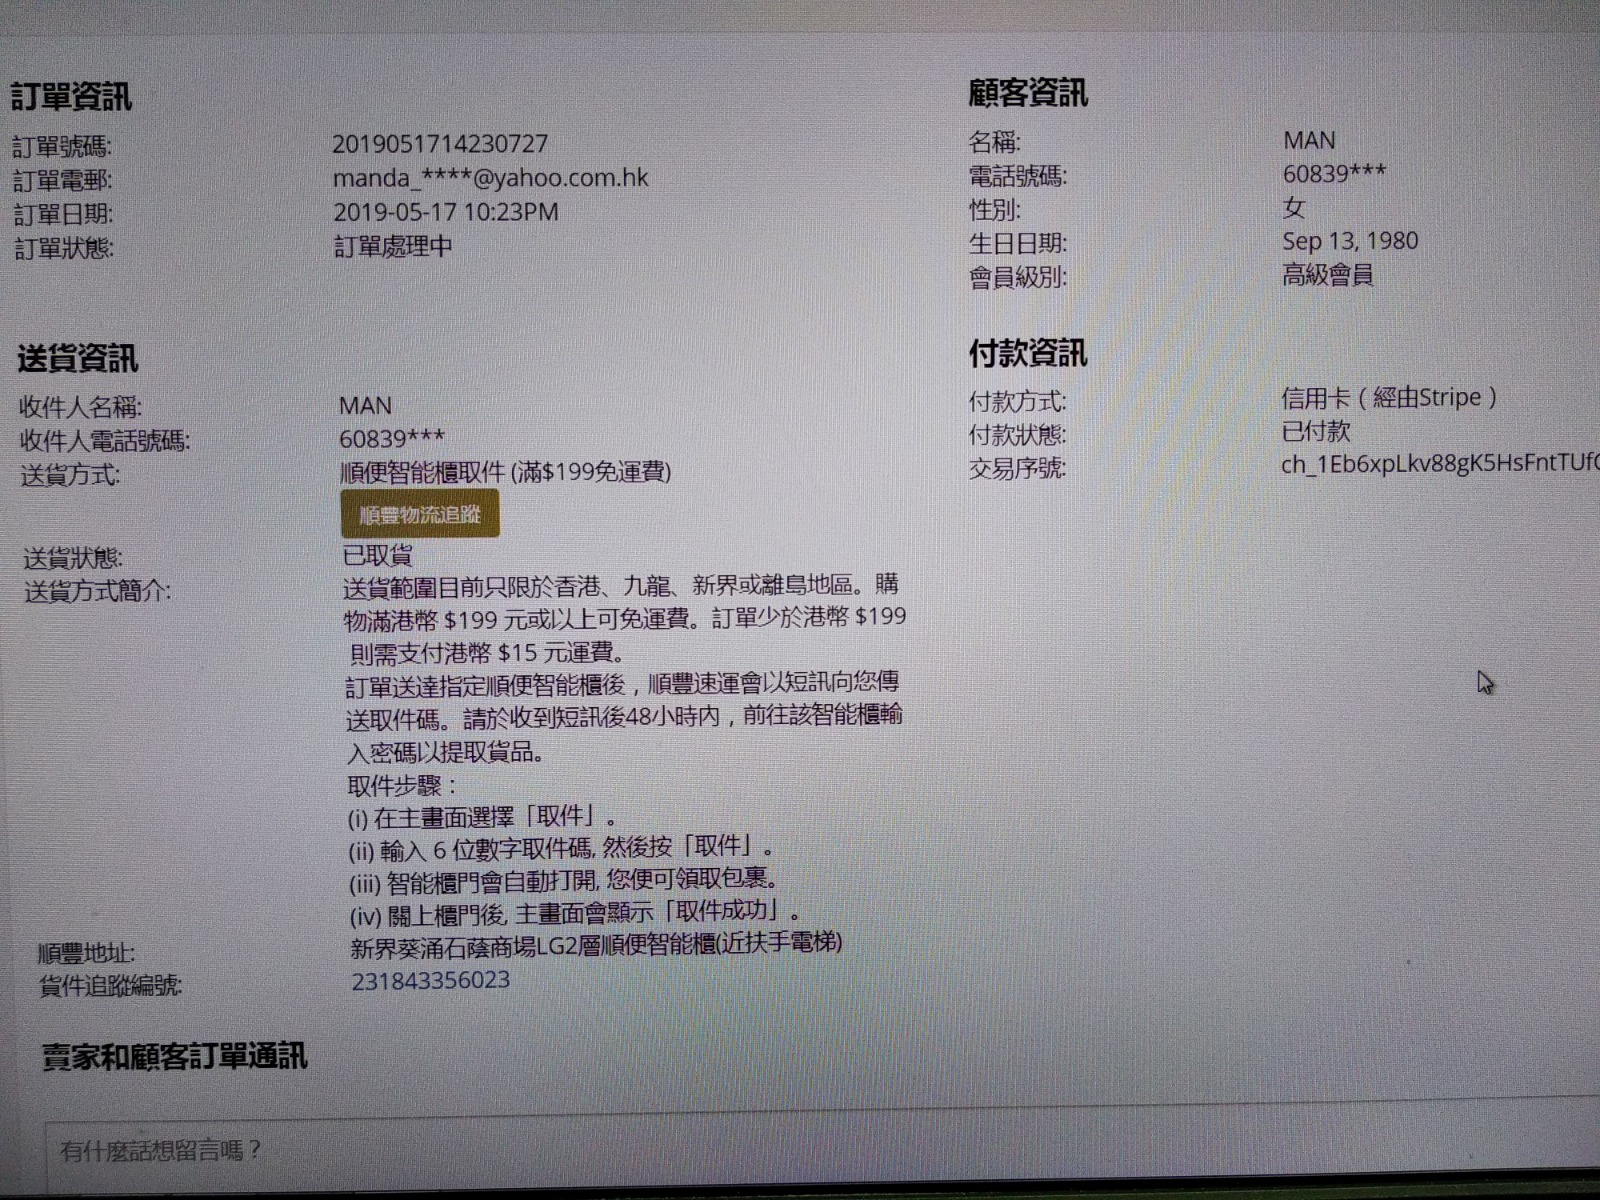 訂單資訊
訂單號碼: 2019051714230727
訂單電郵: manda_****@yahoo.com.hk
訂單日期: 2019-05-17 10:23PM
訂單狀態: 訂單處理中
顧客資訊
名稱: MAN
電話號碼: 60839***
性別: 女
生日日期: Sep 13, 1980
會員級別: 高級會員
送貨資訊
收件人名稱: MAN
收件人電話號碼: 60839***
送貨方式: 順便智能櫃取件 (滿$199免運費)
順豐物流追蹤
送貨狀態: 已取貨
送貨方式簡介: 送貨範圍目前只限於香港、九龍、新界或離島地區。購
物滿港幣 $199 元或以上可免運費。訂單少於港幣 $199
則需支付港幣 $15 元運費。
訂單送達指定順便智能櫃後，順豐速運會以短訊向您傳
送取件碼。請於收到短訊後48小時內，前往該智能櫃輸
入密碼以提取貨品。
取件步驟：
(i) 在主畫面選擇「取件」。
(ii) 輸入 6 位數字取件碼, 然後按「取件」。
(iii) 智能櫃門會自動打開, 您便可領取包裹。
(iv) 關上櫃門後, 主畫面會顯示「取件成功」。
順豐地址: 新界葵涌石蔭商場LG2層順便智能櫃(近扶手電梯)
貨件追蹤編號: 231843356023
付款資訊
付款方式: 信用卡（經由Stripe）
付款狀態: 已付款
交易序號: ch_1Eb6xpLkv88gK5HsFntTUf
賣家和顧客訂單通訊
有什麼話想留言嗎？